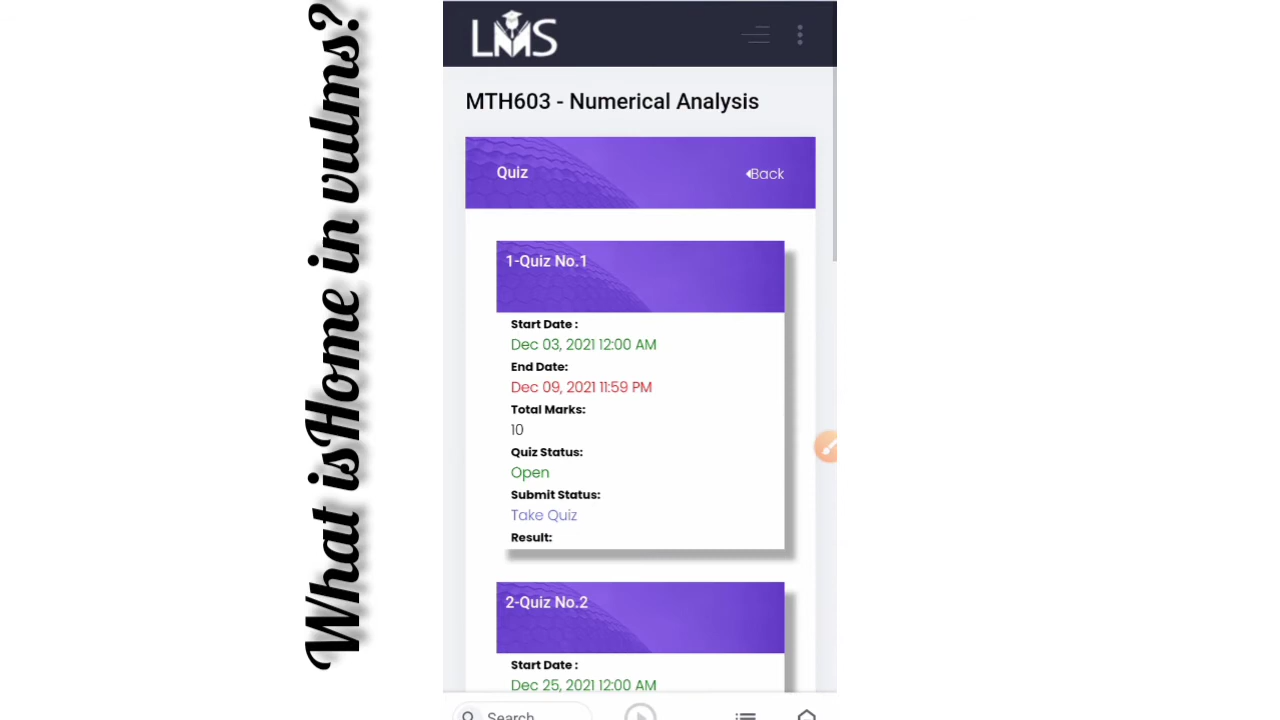 What isHome in vulms?
LMS
MTH603 - Numerical Analysis
Quiz
Back
1-Quiz No.1
Start Date :
Dec 03, 2021 12:00 AM
End Date:
Dec 09, 2021 11:59 PM
Total Marks:
10
Quiz Status:
Open
Submit Status:
Take Quiz
Result:
2-Quiz No.2
Start Date :
Dec 25, 2021 12:00 AM
Search